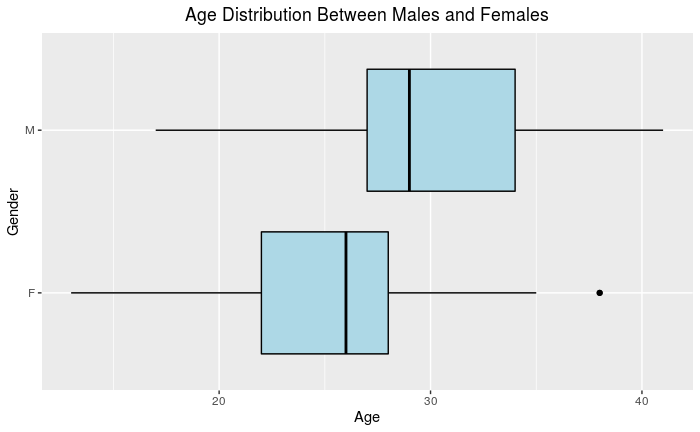 Age Distribution Between Males and Females
Gender
M
F
20 30 40
Age